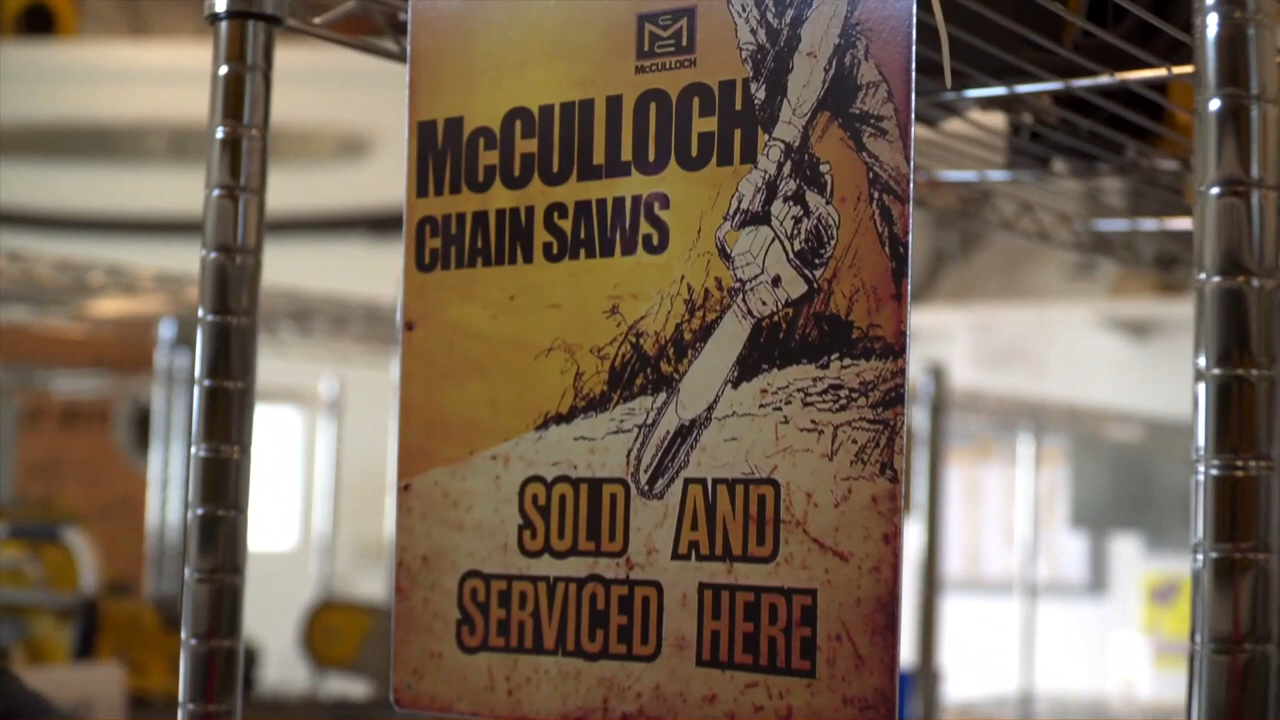 McCULLOCH
McCULLOCH
CHAIN SAWS
SOLD AND
SERVICED HERE